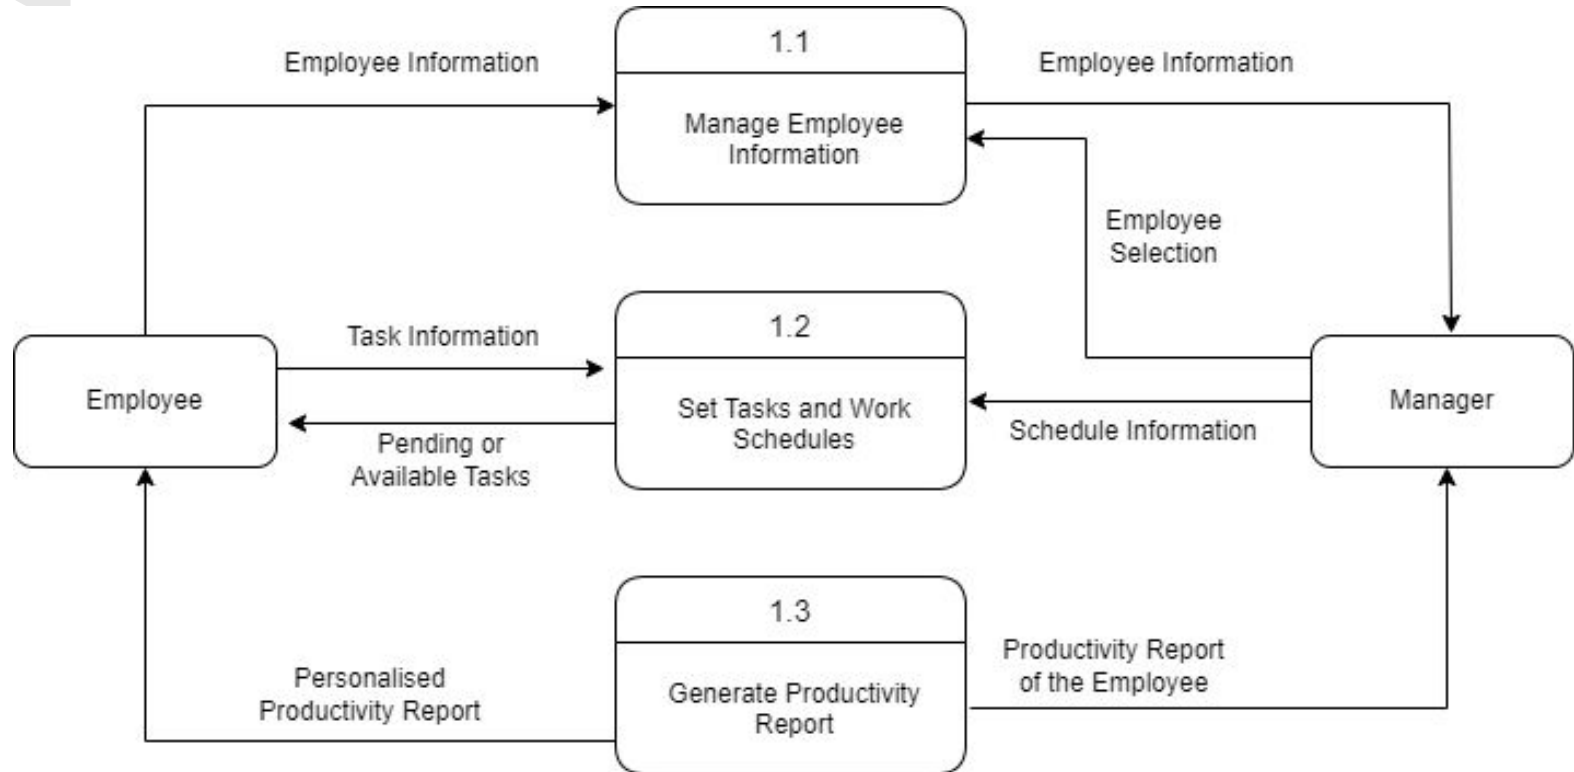 1.1
Employee Information
Employee Information
Manage Employee
Information
Employee
Selection
1.2
Task Information
Employee
Set Tasks and Work
Schedules
Manager
Schedule Information
Pending or
Available Tasks
1.3
Productivity Report
of the Employee
Personalised
Productivity Report
Generate Productivity
Report